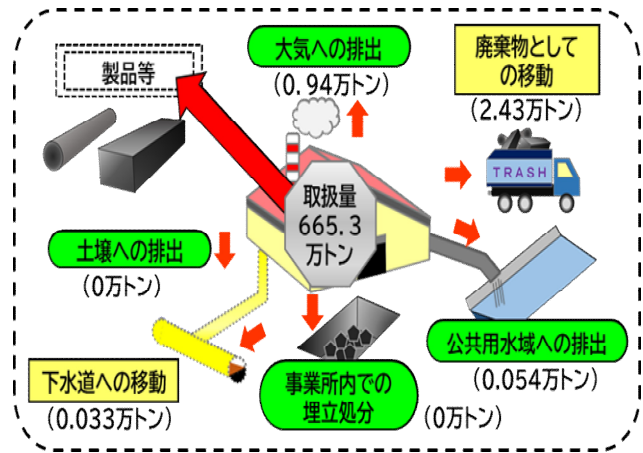 製品等
大気への排出
(0.94万トン)
廃棄物として
の移動
(2.43万トン)
TRASH
取扱量
665.3
万トン
土壌への排出
(0万トン)
公共用水域への排出
(0.054万トン)
下水道への移動
(0.033万トン)
事業所内での
埋立処分
(0万トン)